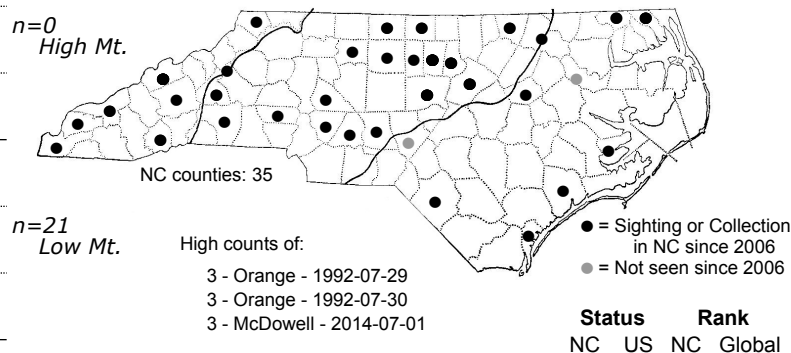 n=0
High Mt.
NC counties: 35
n=21
Low Mt.
High counts of:
3 - Orange - 1992-07-29
3 - Orange - 1992-07-30
3 - McDowell - 2014-07-01
= Sighting or Collection
in NC since 2006
= Not seen since 2006
Status Rank
NC US NC Global